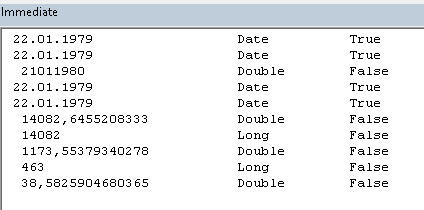 Immediate
22.01.1979 Date True
22.01.1979 Date True
21011980 Double False
22.01.1979 Date True
22.01.1979 Date True
14082,6455208333 Double False
14082 Long False
1173,55379340278 Double False
463 Long False
38,5825904680365 Double False